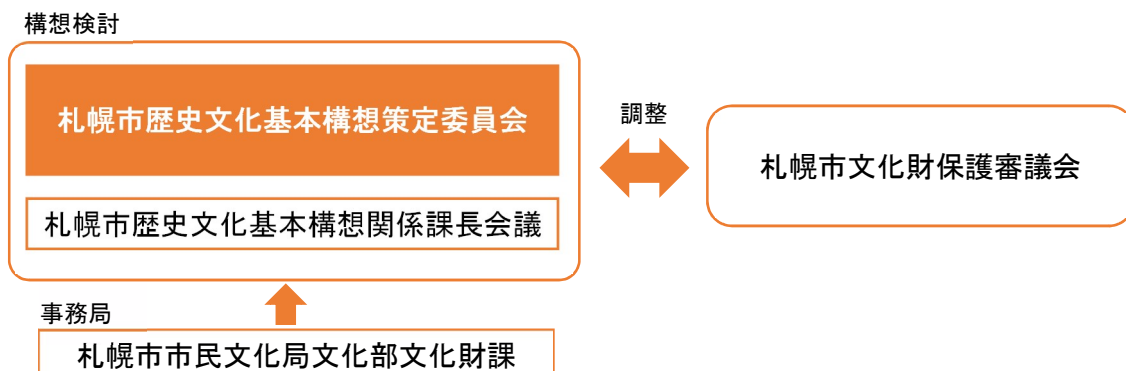 構想検討
札幌市歴史文化基本構想策定委員会
札幌市歴史文化基本構想関係課長会議
調整
札幌市文化財保護審議会
事務局
札幌市市民文化局文化部文化財課